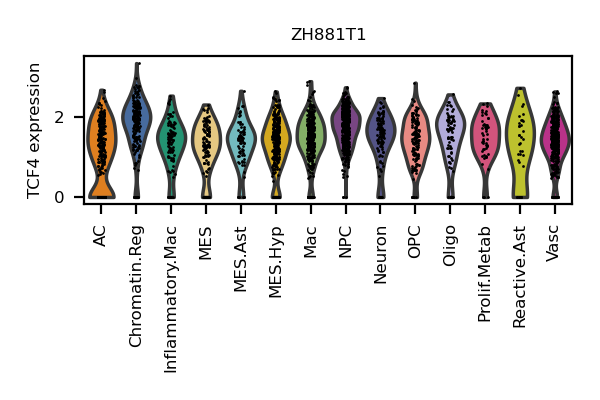 ZH881T1
TCF4 expression
2
0
AC
Chromatin.Reg
Inflammatory.Mac
MES
MES.Ast
MES.Hyp
Mac
NPC
Neuron
OPC
Oligo
Prolif.Metab
Reactive.Ast
Vasc